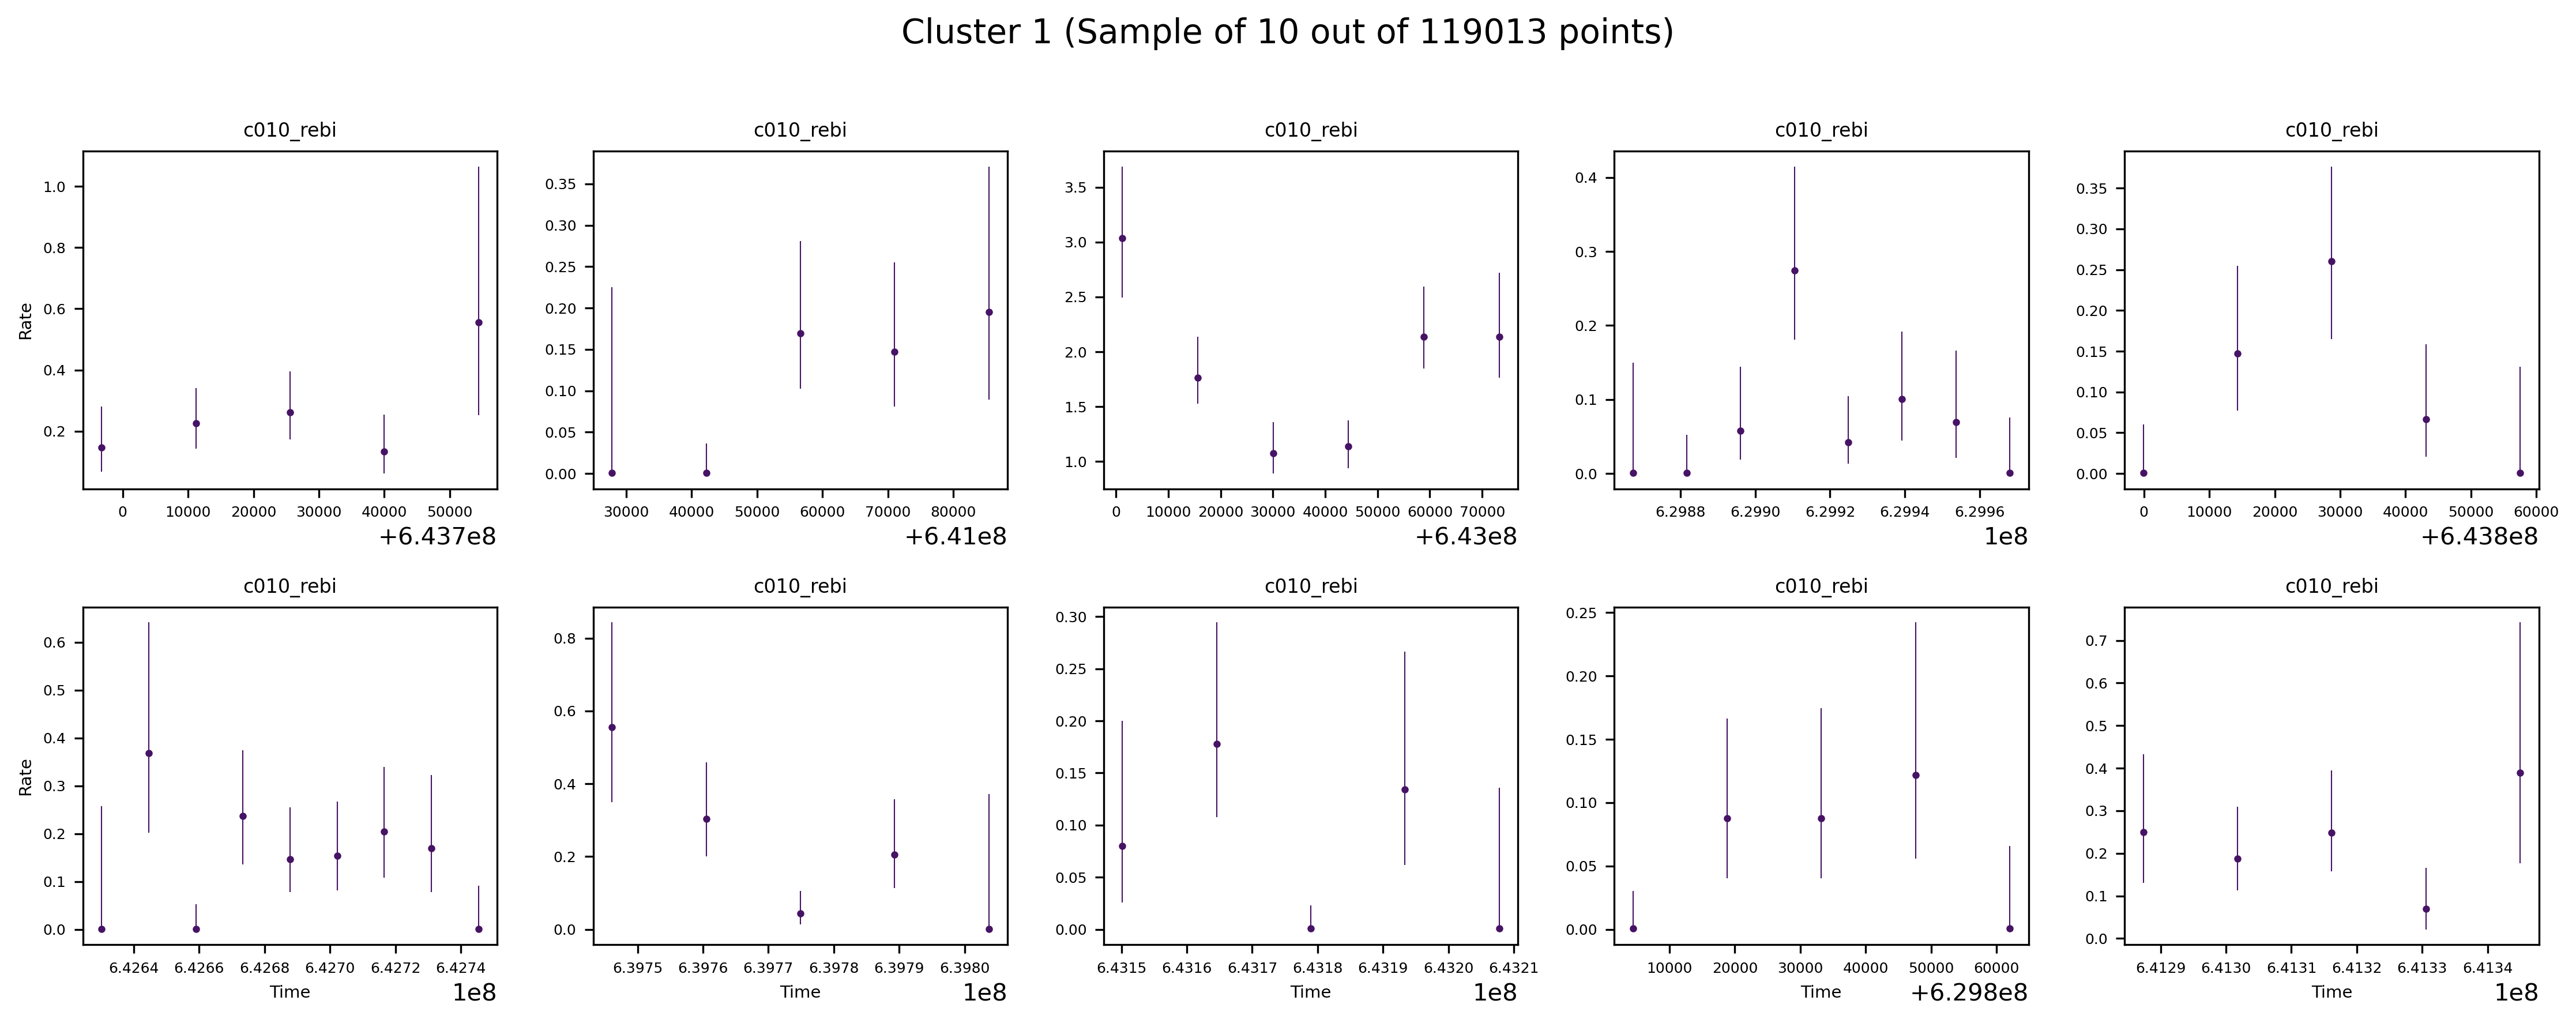 Cluster 1 (Sample of 10 out of 119013 points)
c010_rebi c010_rebi c010_rebi c010_rebi c010_rebi
1.0 0.8 0.6 0.4 0.2
Rate
0 10000 20000 30000 40000 50000
+6.437e8
0.35 0.30 0.25 0.20 0.15 0.10 0.05 0.00
30000 40000 50000 60000 70000 80000
+6.41e8
3.5 3.0 2.5 2.0 1.5 1.0
0 10000 20000 30000 40000 50000 60000 70000
+6.43e8
0.4 0.3 0.2 0.1 0.0
6.2988 6.2990 6.2992 6.2994 6.2996
1e8
0.35 0.30 0.25 0.20 0.15 0.10 0.05 0.00
0 10000 20000 30000 40000 50000 60000
+6.438e8
c010_rebi c010_rebi c010_rebi c010_rebi c010_rebi
0.6 0.5 0.4 0.3 0.2 0.1 0.0
Rate
6.4264 6.4266 6.4268 6.4270 6.4272 6.4274
Time 1e8
0.8 0.6 0.4 0.2 0.0
6.3975 6.3976 6.3977 6.3978 6.3979 6.3980
Time 1e8
0.30 0.25 0.20 0.15 0.10 0.05 0.00
6.4315 6.4316 6.4317 6.4318 6.4319 6.4320 6.4321
Time 1e8
0.25 0.20 0.15 0.10 0.05 0.00
10000 20000 30000 40000 50000 60000
Time +6.298e8
0.7 0.6 0.5 0.4 0.3 0.2 0.1 0.0
6.4129 6.4130 6.4131 6.4132 6.4133 6.4134
Time 1e8